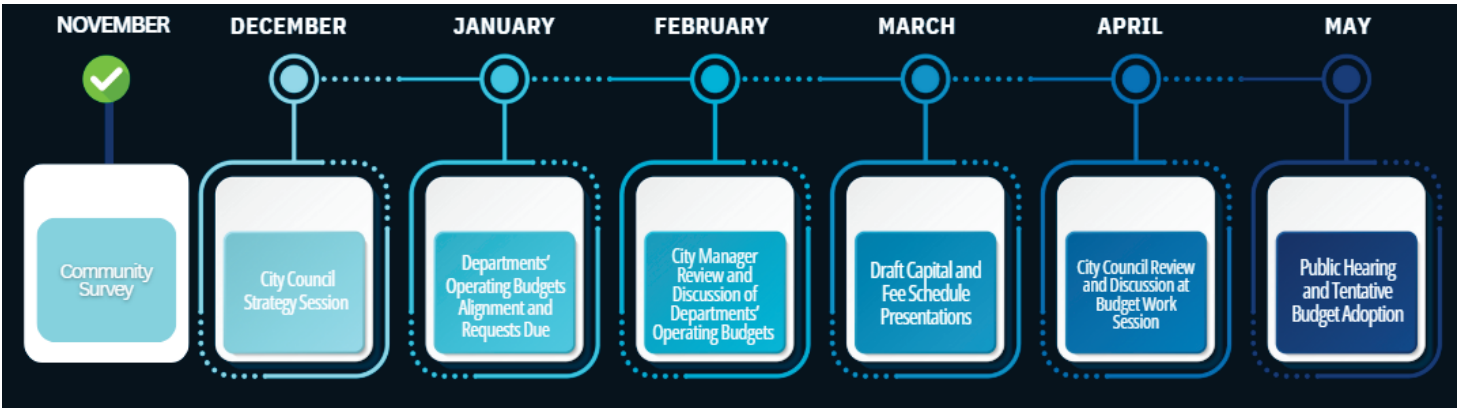 NOVEMBER
DECEMBER
JANUARY
FEBRUARY
MARCH
APRIL
MAY
Community
Survey
City Council
Strategy Session
Departments’
Operating Budgets
Alignment and
Requests Due
City Manager
Review and
Discussion of
Departments’
Operating Budgets
Draft Capital and
Fee Schedule
Presentations
City Council Review
and Discussion at
Budget Work
Session
Public Hearing
and Tentative
Budget Adoption